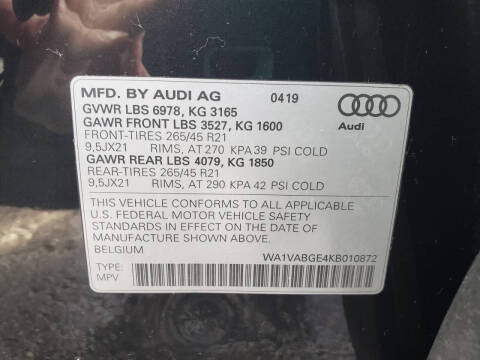 MFD. BY AUDI AG 0419
GVWR LBS 6978, KG 3165
GAWR FRONT LBS 3527, KG 1600
FRONT-TIRES 265/45 R21
9,5JX21 RIMS, AT 270 KPA 39 PSI COLD
GAWR REAR LBS 4079, KG 1850
REAR-TIRES 265/45 R21
9,5JX21 RIMS, AT 290 KPA 42 PSI COLD
Audi
THIS VEHICLE CONFORMS TO ALL APPLICABLE
U.S. FEDERAL MOTOR VEHICLE SAFETY
STANDARDS IN EFFECT ON THE DATE OF
MANUFACTURE SHOWN ABOVE.
BELGIUM
WA1VABGE4KB010872
TYPE:
MPV